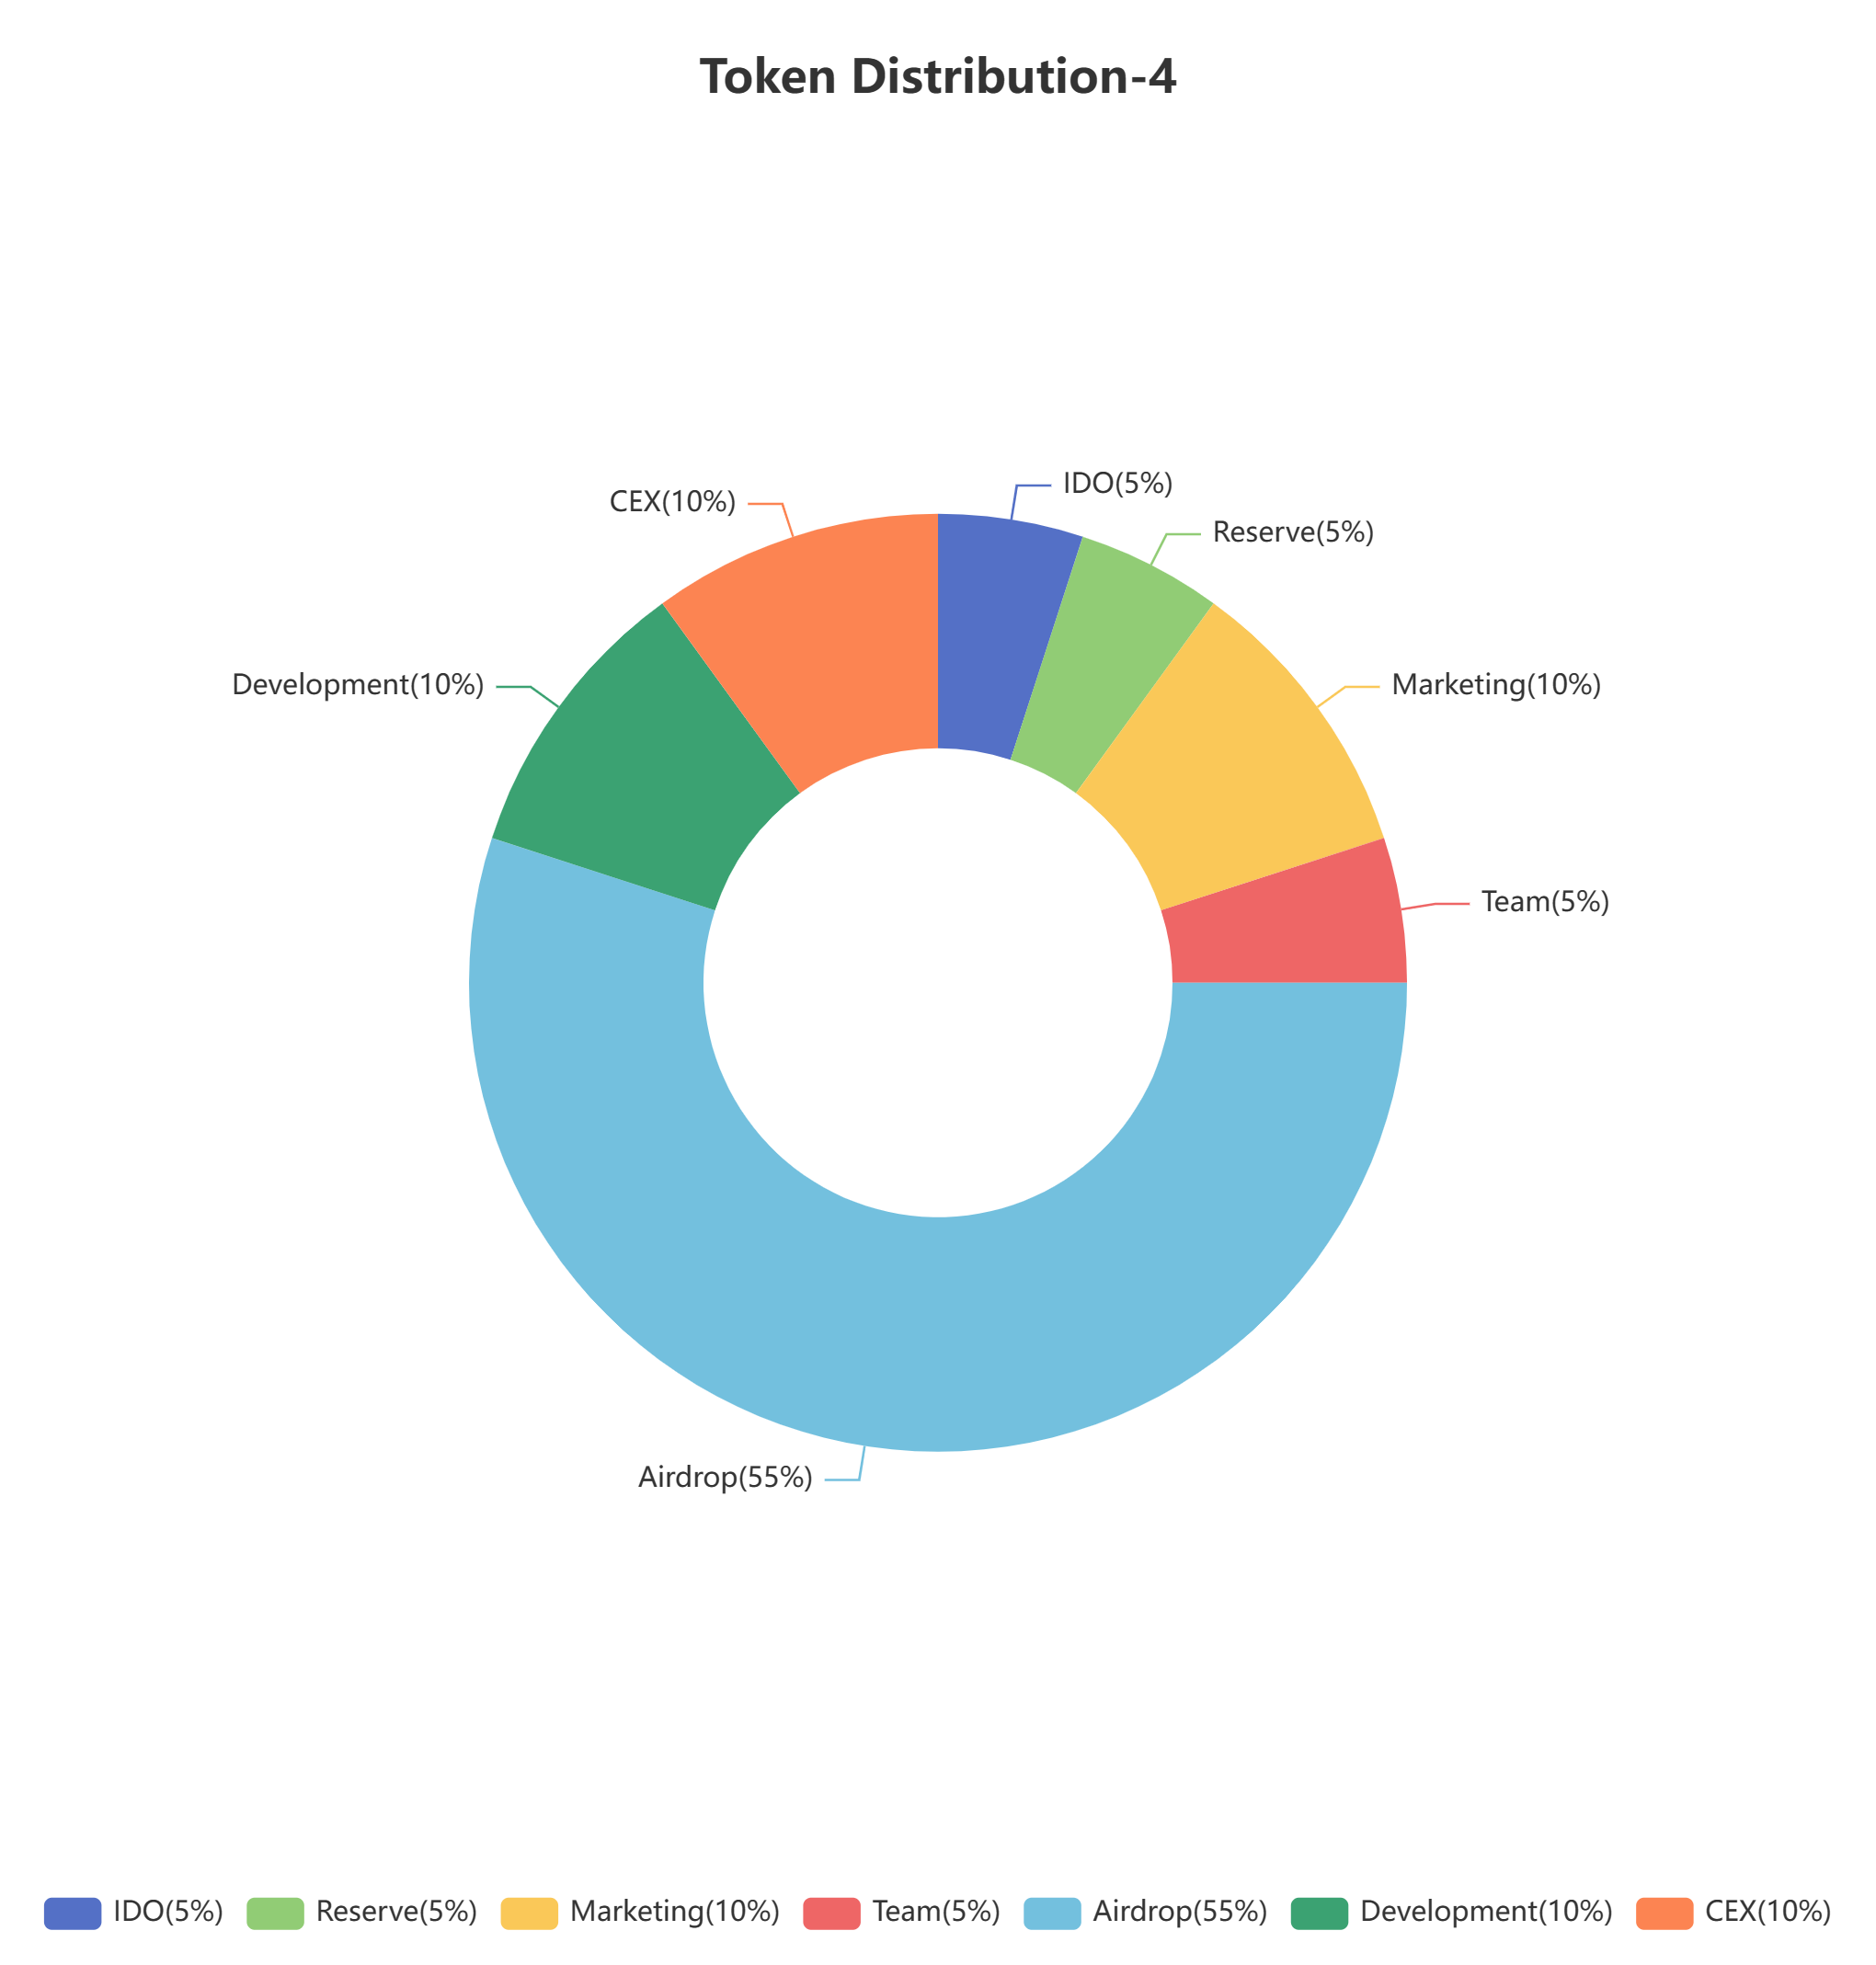 Token Distribution-4
IDO(5%)
CEX(10%)
Reserve(5%)
Development(10%)
Marketing(10%)
Team(5%)
Airdrop(55%)
IDO(5%) Reserve(5%) Marketing(10%) Team(5%) Airdrop(55%) Development(10%) CEX(10%)